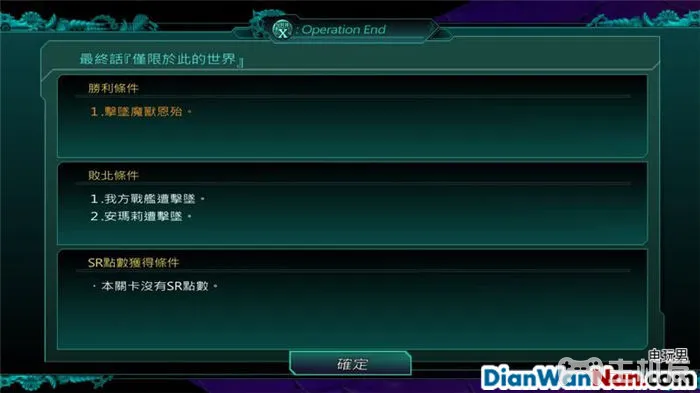 X : Operation End
最終話『僅限於此的世界』
勝利條件
1.擊墜魔獸恩殆。
敗北條件
1.我方戰艦遭擊墜。
2.安瑪莉遭擊墜。
SR點數獲得條件
・本關卡沒有SR點數。
確定
电玩男
DianWanNan.com